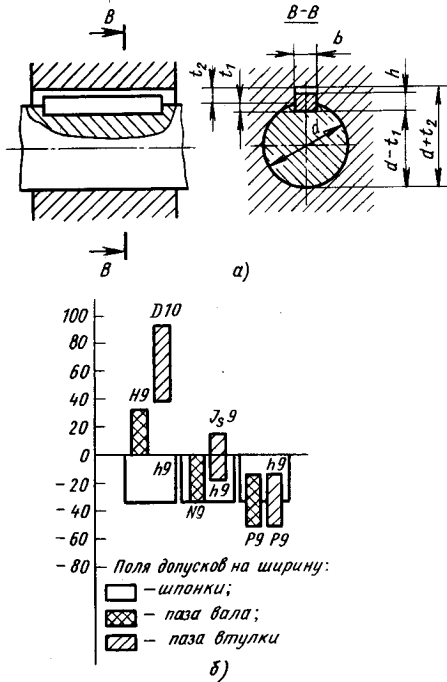 В
В-В
b
t₂
t₁
h
d
d-t₁
d+t₂
В
а)
100
D10
80
60
40
H9
20
Js9
0
h9
h9
h9
-20
-40
N9
-60
P9
P9
-80
Поля допусков на ширину:
- шпонки;
- паза вала;
- паза втулки
б)